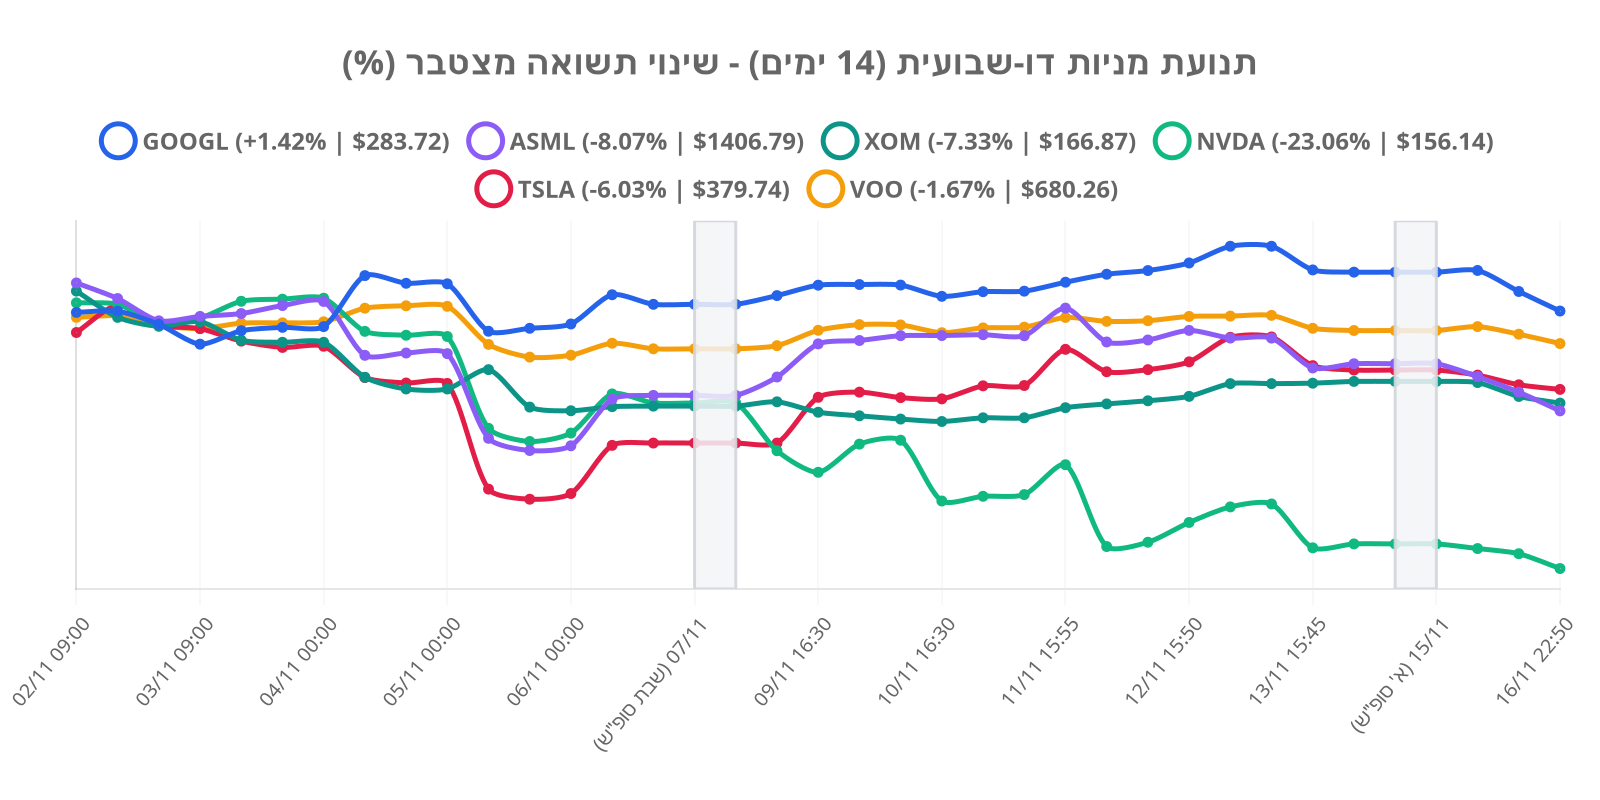 תנועת מניות דו-שבועית (14 ימים) - שינוי תשואה מצטבר (%)
GOOGL (+1.42% | $283.72) ASML (-8.07% | $1406.79) XOM (-7.33% | $166.87) NVDA (-23.06% | $156.14)
TSLA (-6.03% | $379.74) VOO (-1.67% | $680.26)
02/11 09:00
03/11 09:00
04/11 00:00
05/11 00:00
06/11 00:00
07/11 (שבת סופ"ש)
09/11 16:30
10/11 16:30
11/11 15:55
12/11 15:50
13/11 15:45
15/11 (א' סופ"ש)
16/11 22:50